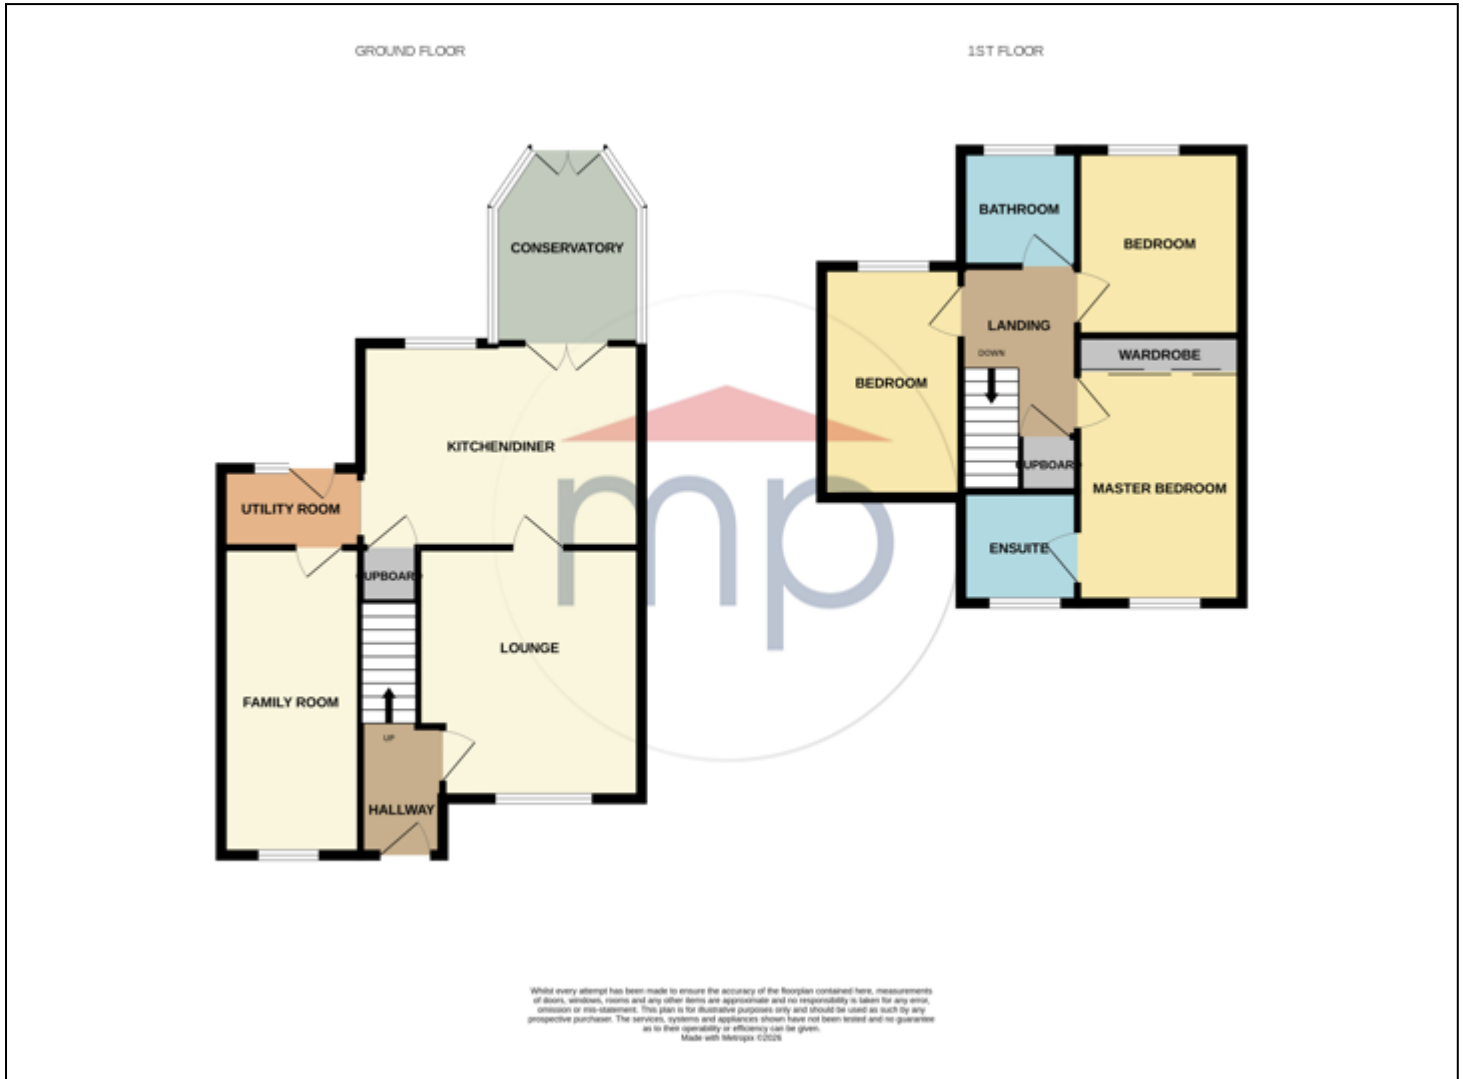 GROUND FLOOR
1ST FLOOR
CONSERVATORY
KITCHEN/DINER
UTILITY ROOM
CUPBOARD
LOUNGE
FAMILY ROOM
UP
HALLWAY
BATHROOM
BEDROOM
LANDING
DOWN
WARDROBE
BEDROOM
CUPBOARD
MASTER BEDROOM
ENSUITE
mp
Whilst every attempt has been made to ensure the accuracy of the floorplan contained here, measurements
of doors, windows, rooms and any other items are approximate and no responsibility is taken for any error,
omission or mis-statement. This plan is for illustrative purposes only and should be used as such by any
prospective purchaser. The services, systems and appliances shown have not been tested and no guarantee
as to their operability or efficiency can be given.
Made with Metropix ©2026